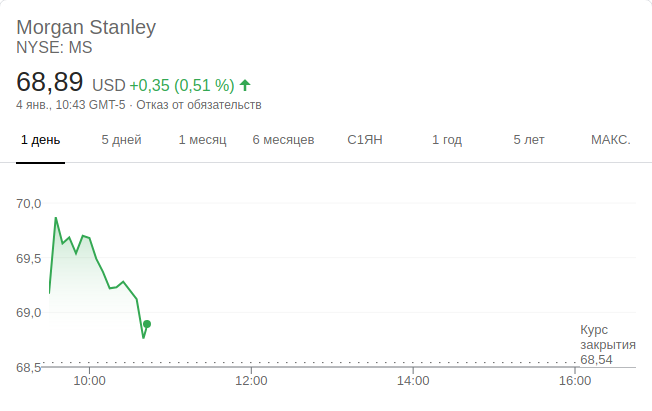 Morgan Stanley
NYSE: MS
68,89 USD +0,35 (0,51 %)
4 янв., 10:43 GMT-5 · Отказ от обязательств
1 день 5 дней 1 месяц 6 месяцев С1ЯН 1 год 5 лет МАКС.
70,0
69,5
69,0
68,5
Курс
закрытия
68,54
10:00 12:00 14:00 16:00